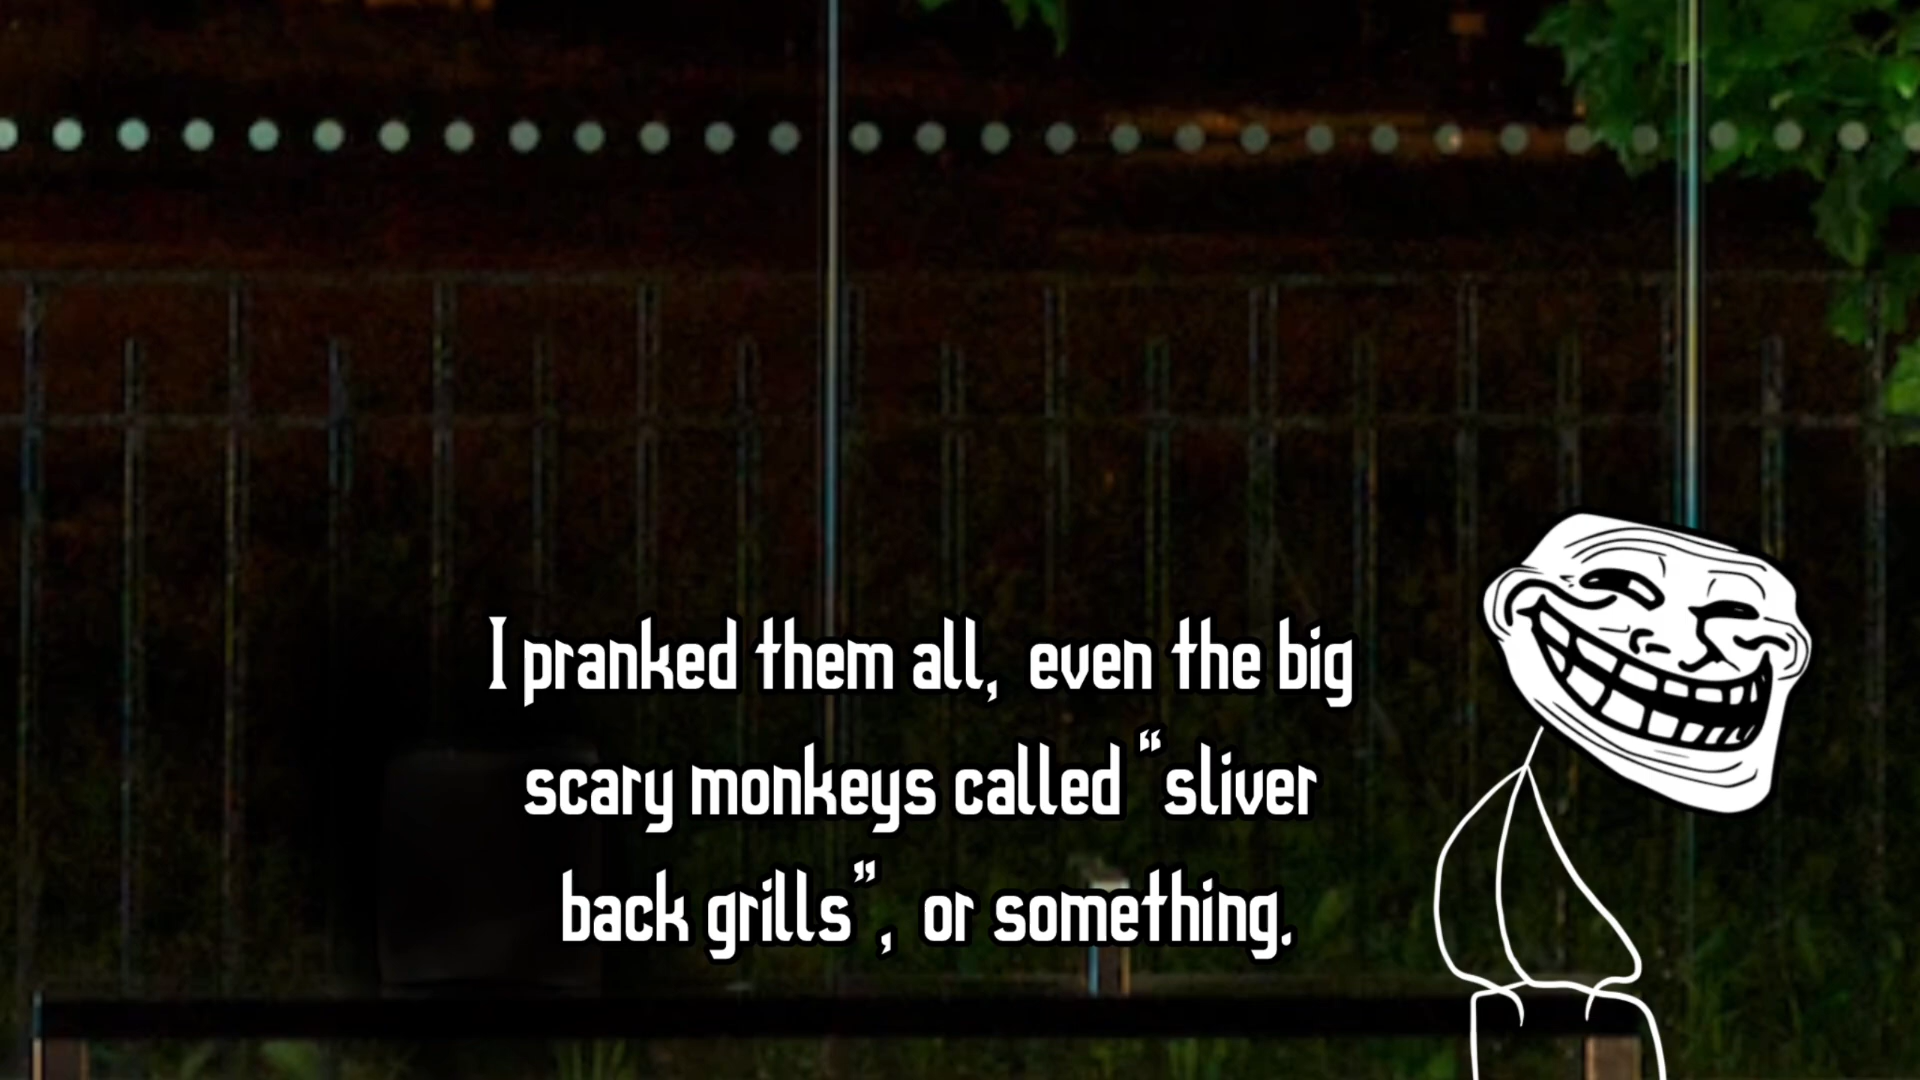 I pranked them all, even the big
scary monkeys called "sliver
back grills", or something.